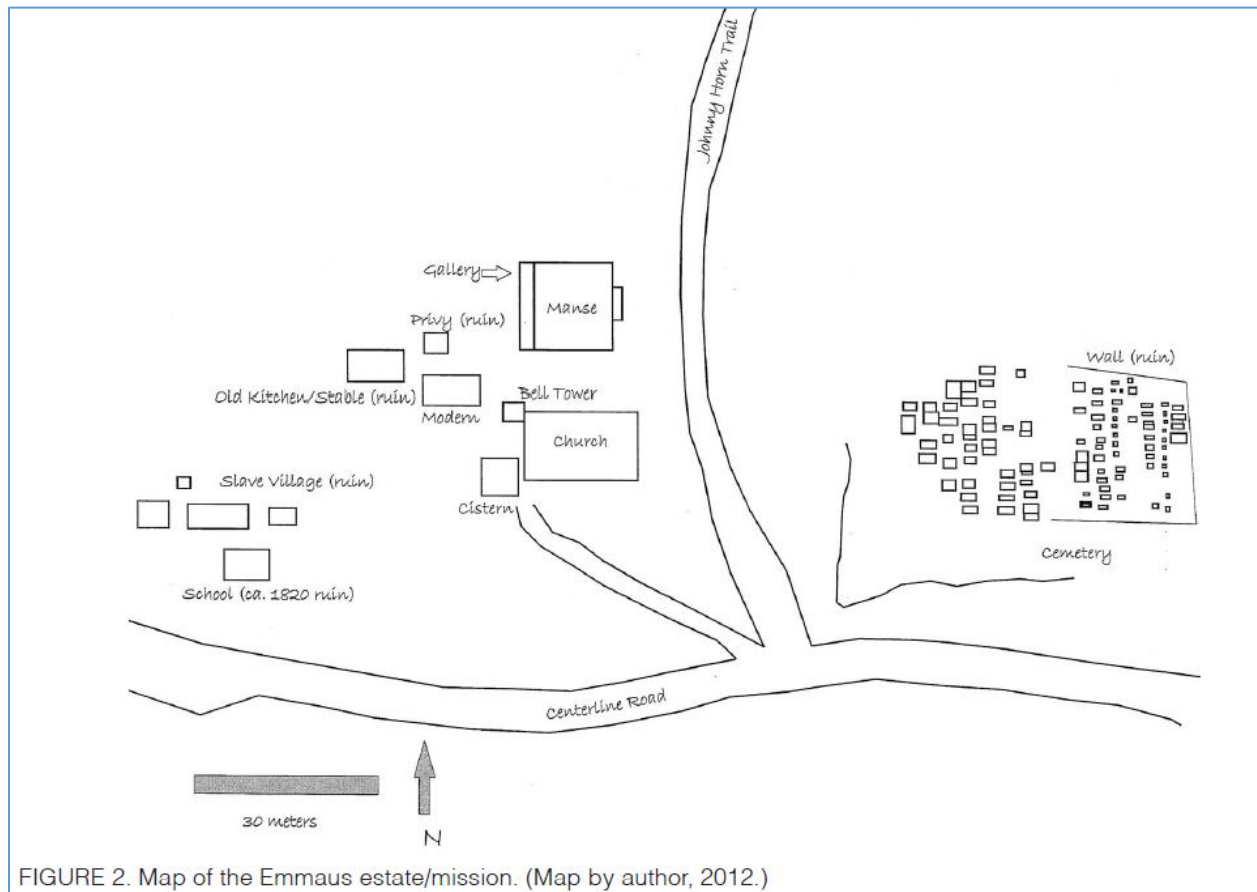 Johnny Horn Trail
Gallery
Manse
Privy (ruin)
Wall (ruin)
Old Kitchen/Stable (ruin)
Modern
Bell Tower
Church
Slave Village (ruin)
Cistern
Cemetery
School (ca. 1820 ruin)
Centerline Road
30 meters
N
FIGURE 2. Map of the Emmaus estate/mission. (Map by author, 2012.)